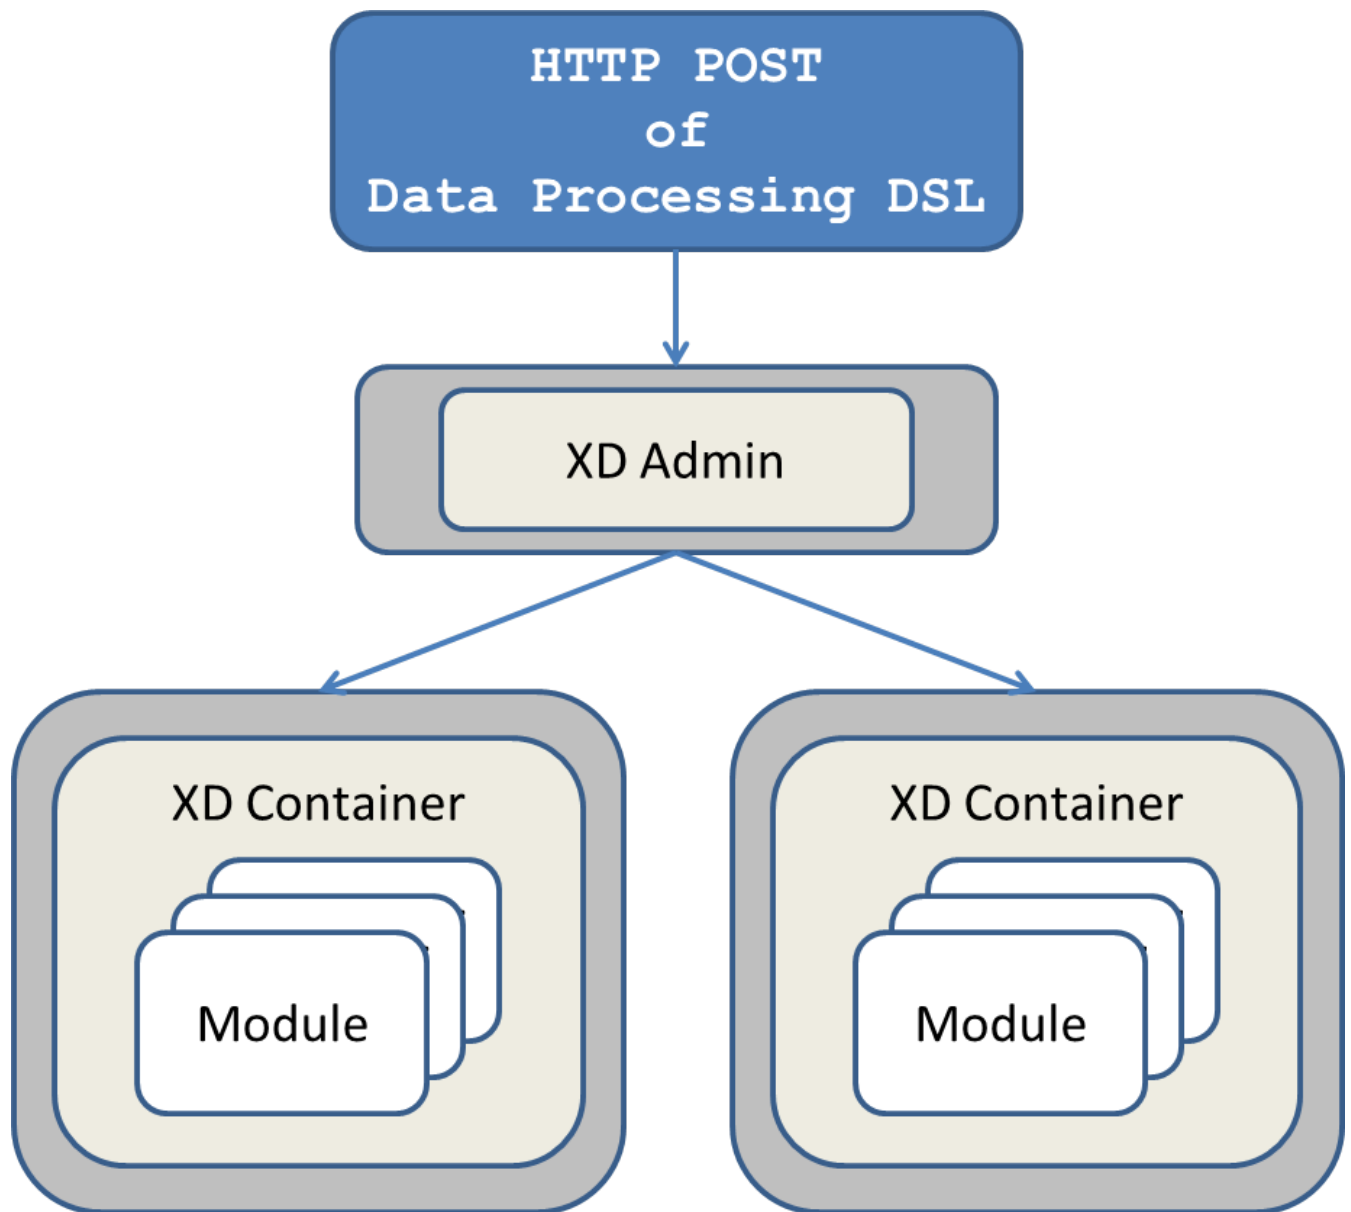 HTTP POST
of
Data Processing DSL
XD Admin
XD Container
Module
XD Container
Module